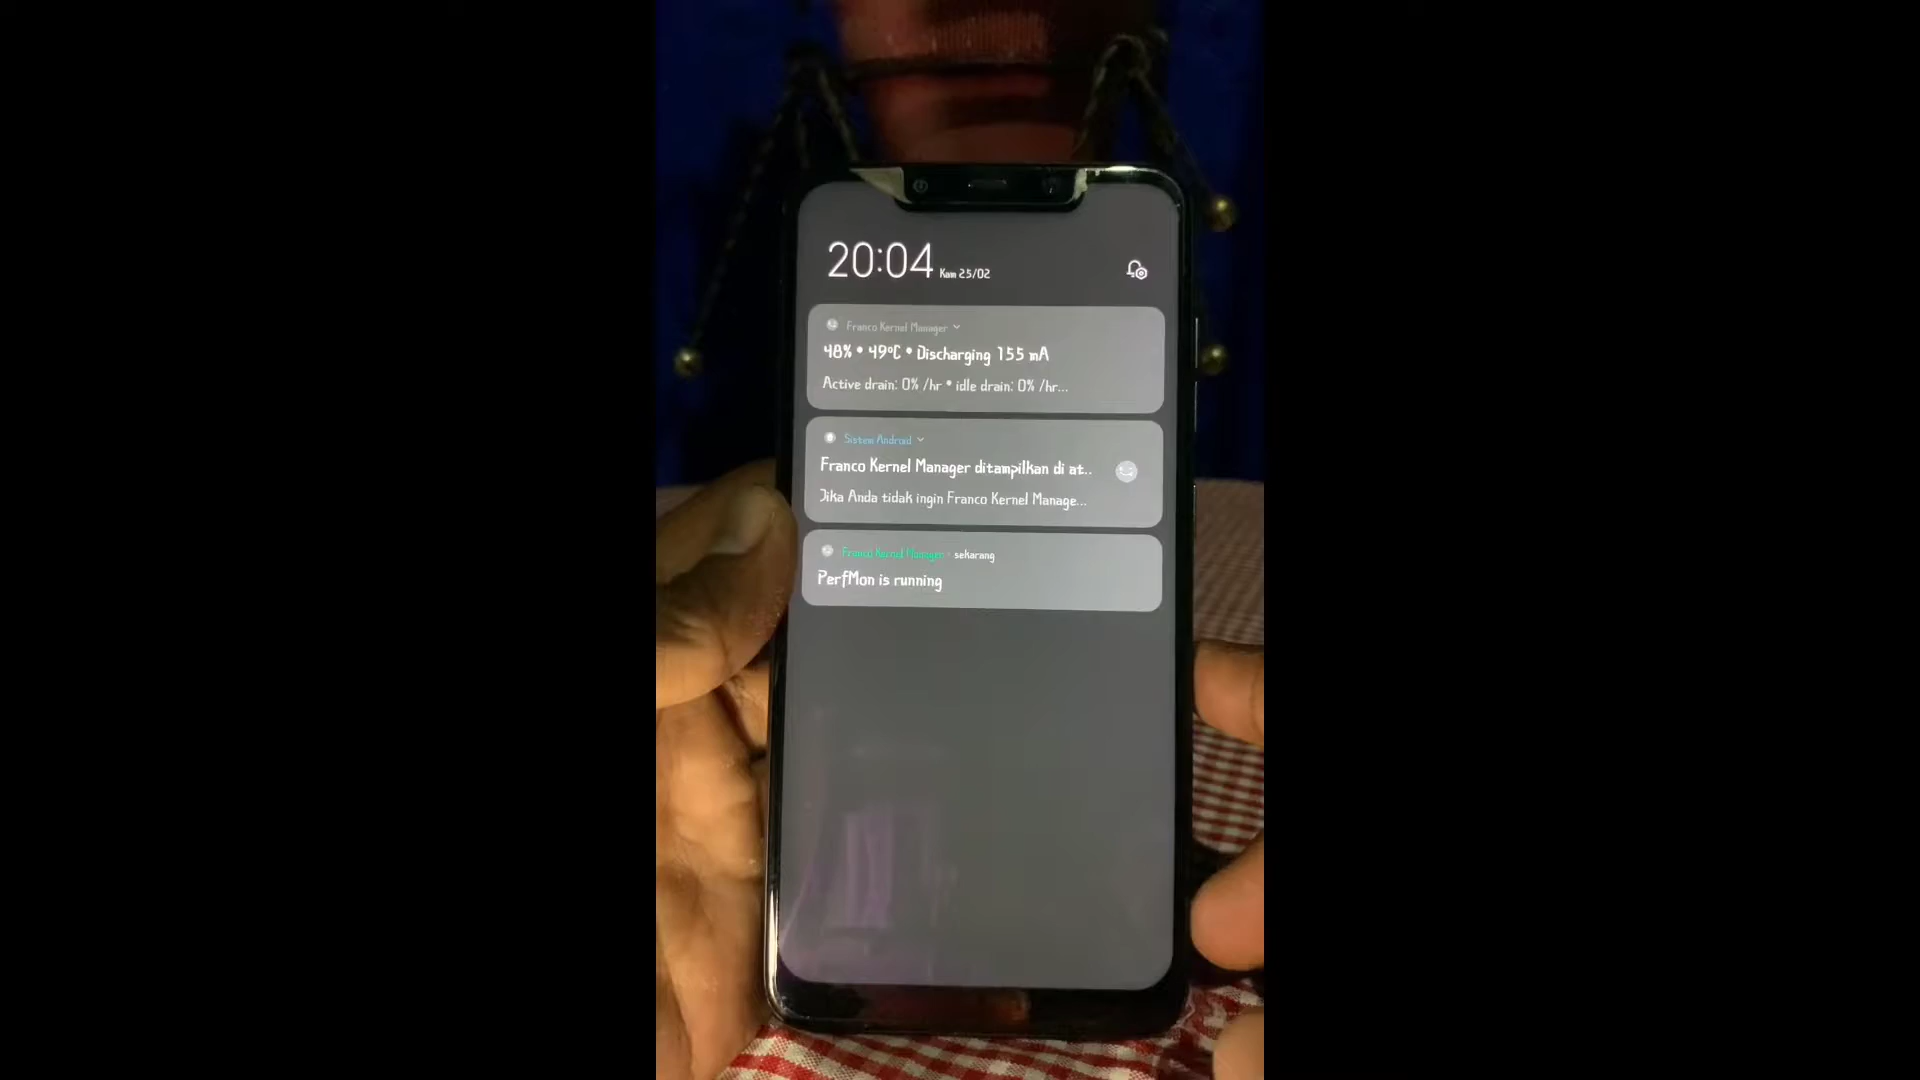 20:04 Kam 25/02
Franco Kernel Manager
48% • 49°C • Discharging 155 mA
Active drain: 0% /hr • idle drain: 0% /hr...
Sistem Android
Franco Kernel Manager ditampilkan di at..
Jika Anda tidak ingin Franco Kernel Manage...
Franco Kernel Manager · sekarang
PerfMon is running